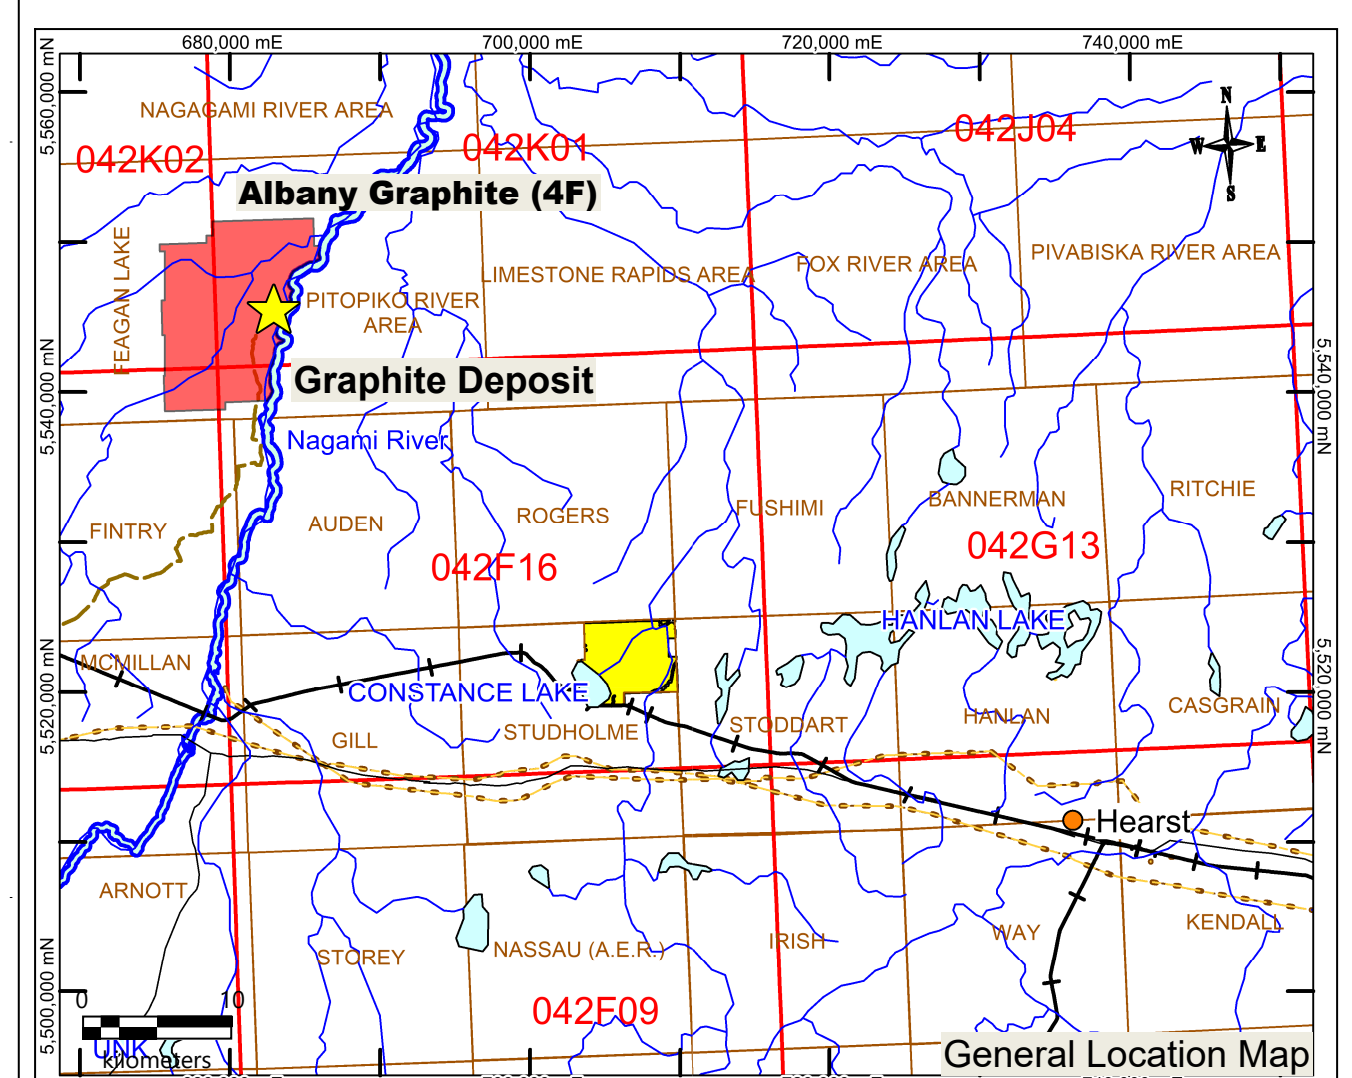 680,000 mE
700,000 mE
720,000 mE
740,000 mE
5,560,000 mN
NAGAGAMI RIVER AREA
N
W
E
S
042K02
042K01
042J04
Albany Graphite (4F)
FEAGAN LAKE
LIMESTONE RAPIDS AREA
FOX RIVER AREA
PIVABISKA RIVER AREA
PITOPIKO RIVER
AREA
5,540,000 mN
5,540,000 mN
Graphite Deposit
Nagami River
FINTRY
AUDEN
ROGERS
FUSHIMI
BANNERMAN
RITCHIE
042F16
042G13
HANLAN LAKE
MCMILLAN
CONSTANCE LAKE
5,520,000 mN
5,520,000 mN
GILL
STUDHOLME
STODDART
HANLAN
CASGRAIN
Hearst
ARNOTT
STOREY
NASSAU (A.E.R.)
IRISH
WAY
KENDALL
5,500,000 mN
042F09
0
10
UNK
kilometers
General Location Map